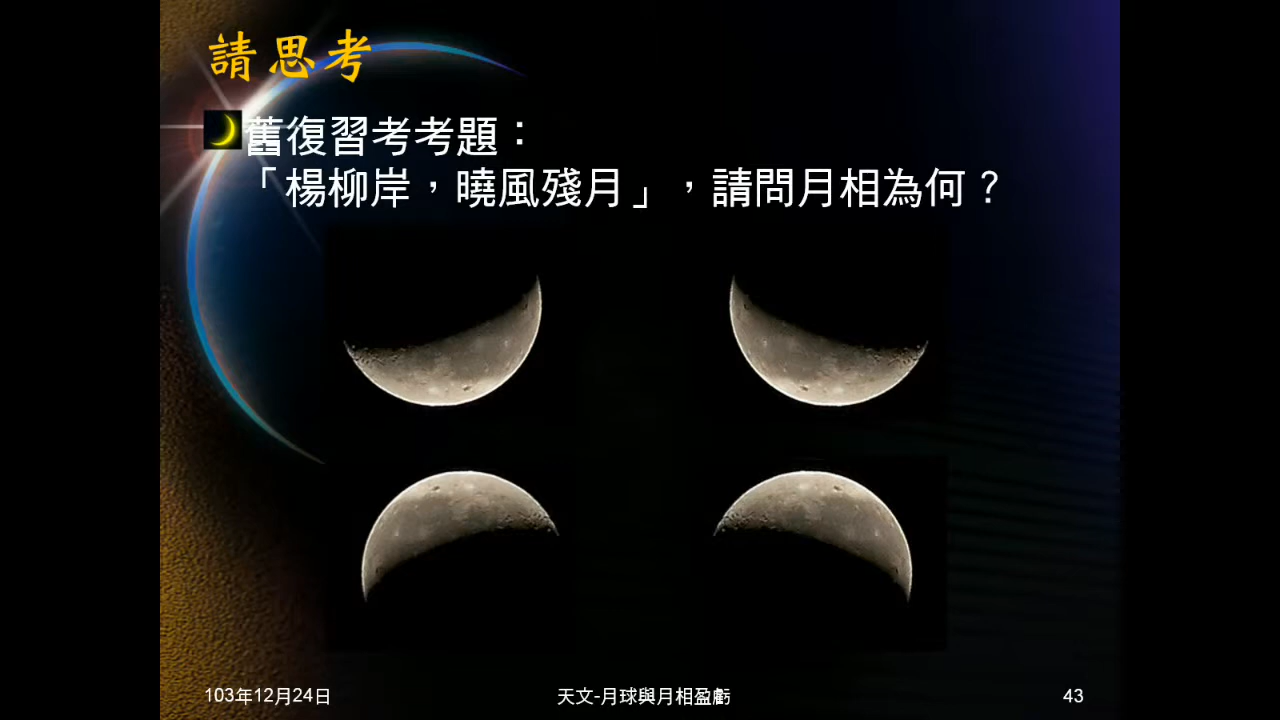 請思考
舊復習考考題：
「楊柳岸，曉風殘月」，請問月相為何？
103年12月24日
天文-月球與月相盈虧
43